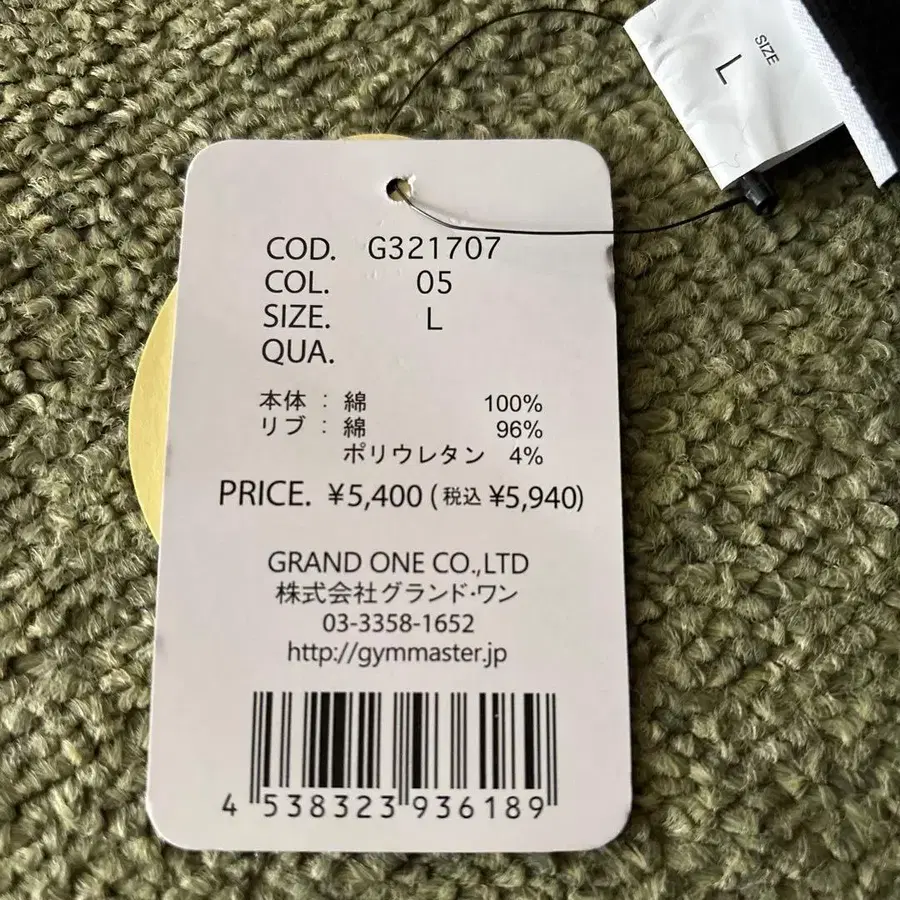 SIZE
L
COD. G321707
COL. 05
SIZE. L
QUA.
本体 : 綿 100%
リブ : 綿 96%
ポリウレタン 4%
PRICE. ¥5,400 (税込 ¥5,940)
GRAND ONE CO.,LTD
株式会社グランド・ワン
03-3358-1652
http://gymmaster.jp
4 538323 936189